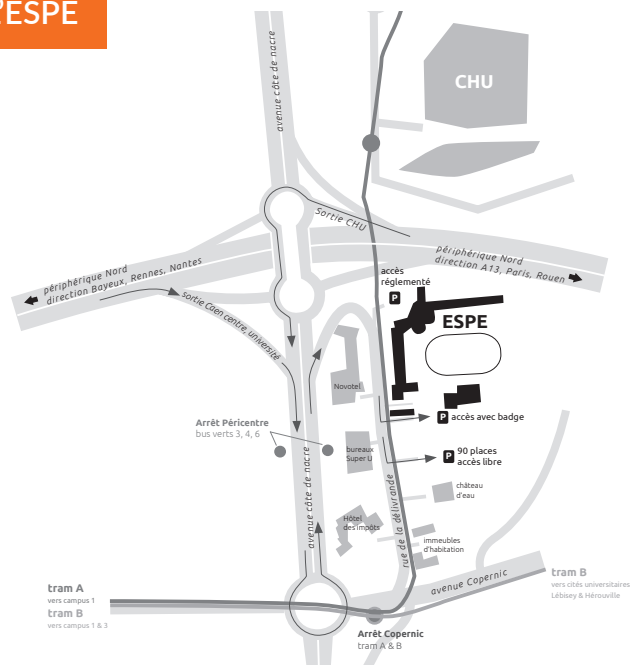 l'ESPE
avenue côte de nacre
CHU
Sortie CHU
périphérique Nord
direction Bayeux, Rennes, Nantes
périphérique Nord
direction A13, Paris, Rouen
accès
réglementé
P
ESPE
sortie Caen centre, université
Novotel
P accès avec badge
Arrêt Péricentre
bus verts 3, 4, 6
bureaux
Super U
P
90 places
accès libre
avenue côte de nacre
rue de la délivrande
château
d'eau
Hôtel
des impôts
immeubles
d'habitation
avenue Copernic
tram A
vers campus 1
tram B
vers campus 1 & 3
tram B
vers cités universitaires
Lébisey & Hérouville
Arrêt Copernic
tram A & B